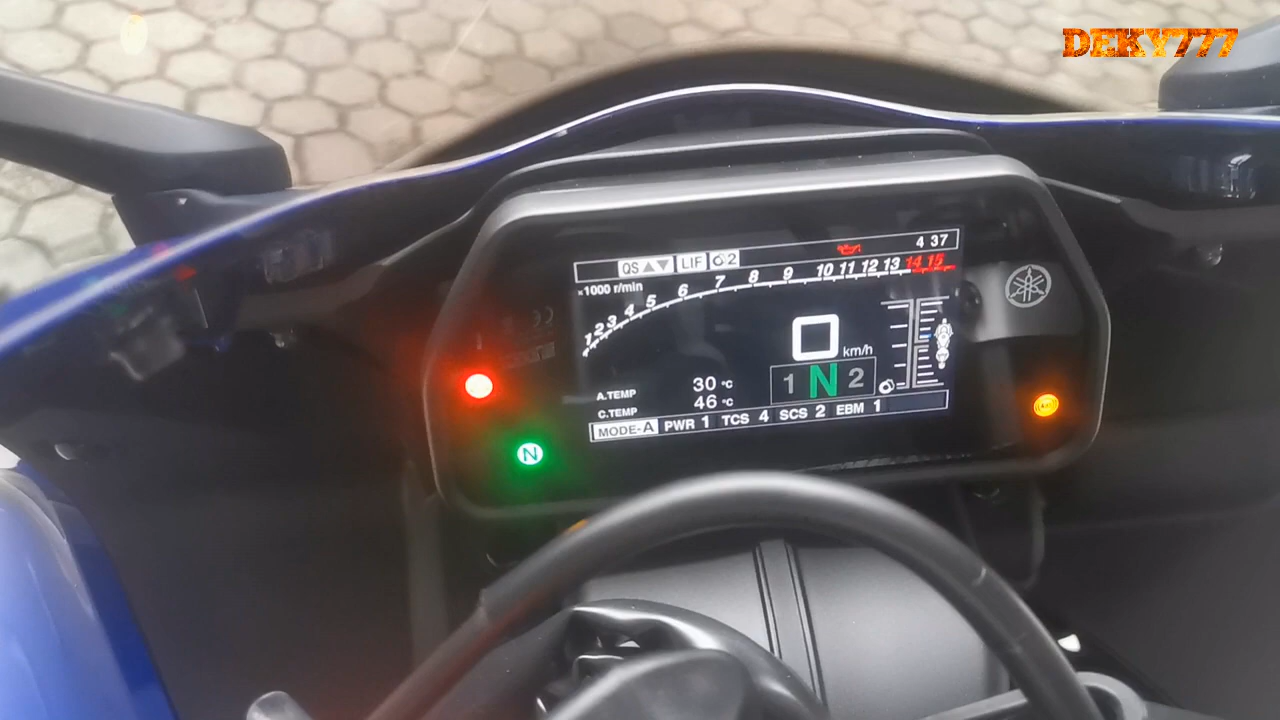 DEKY777
QS▲▼ LIF 2 4 37
×1000 r/min
1 2 3 4 5 6 7 8 9 10 11 12 13 14 15
0 km/h
1 N 2
A.TEMP 30 °C
C.TEMP 46 °C
MODE-A PWR 1 TCS 4 SCS 2 EBM 1
N